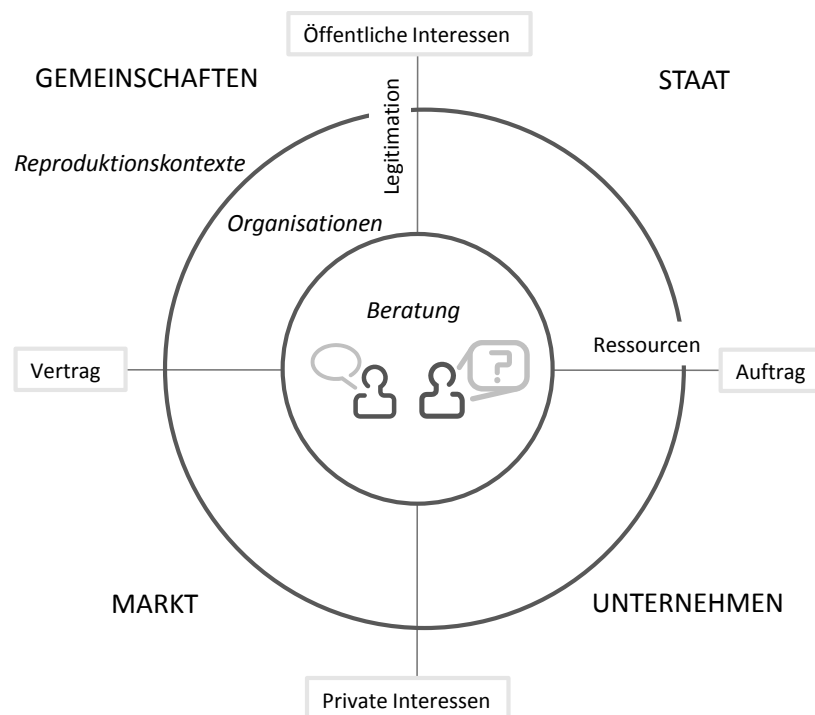 Öffentliche Interessen
GEMEINSCHAFTEN
STAAT
Legitimation
Reproduktionskontexte
Organisationen
Beratung
?
Ressourcen
Vertrag
Auftrag
MARKT
UNTERNEHMEN
Private Interessen